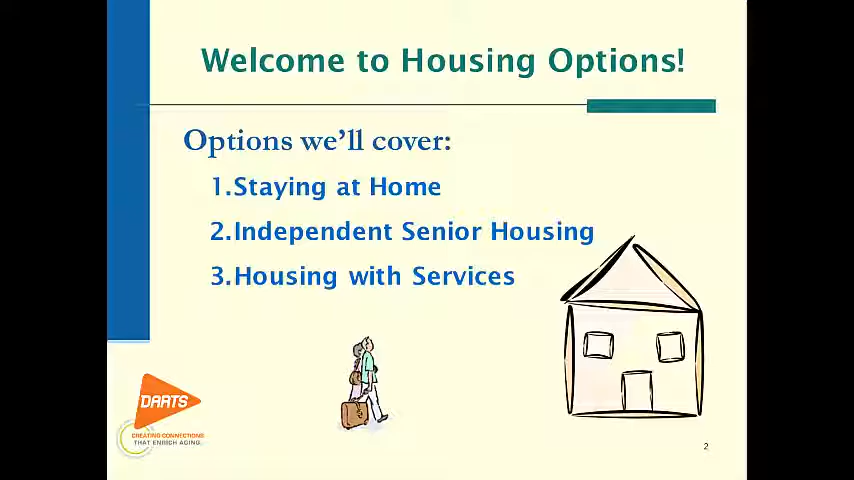 Welcome to Housing Options!
Options we'll cover:
1.Staying at Home
2.Independent Senior Housing
3.Housing with Services
DARTS
CREATING CONNECTIONS
THAT ENRICH AGING.
2